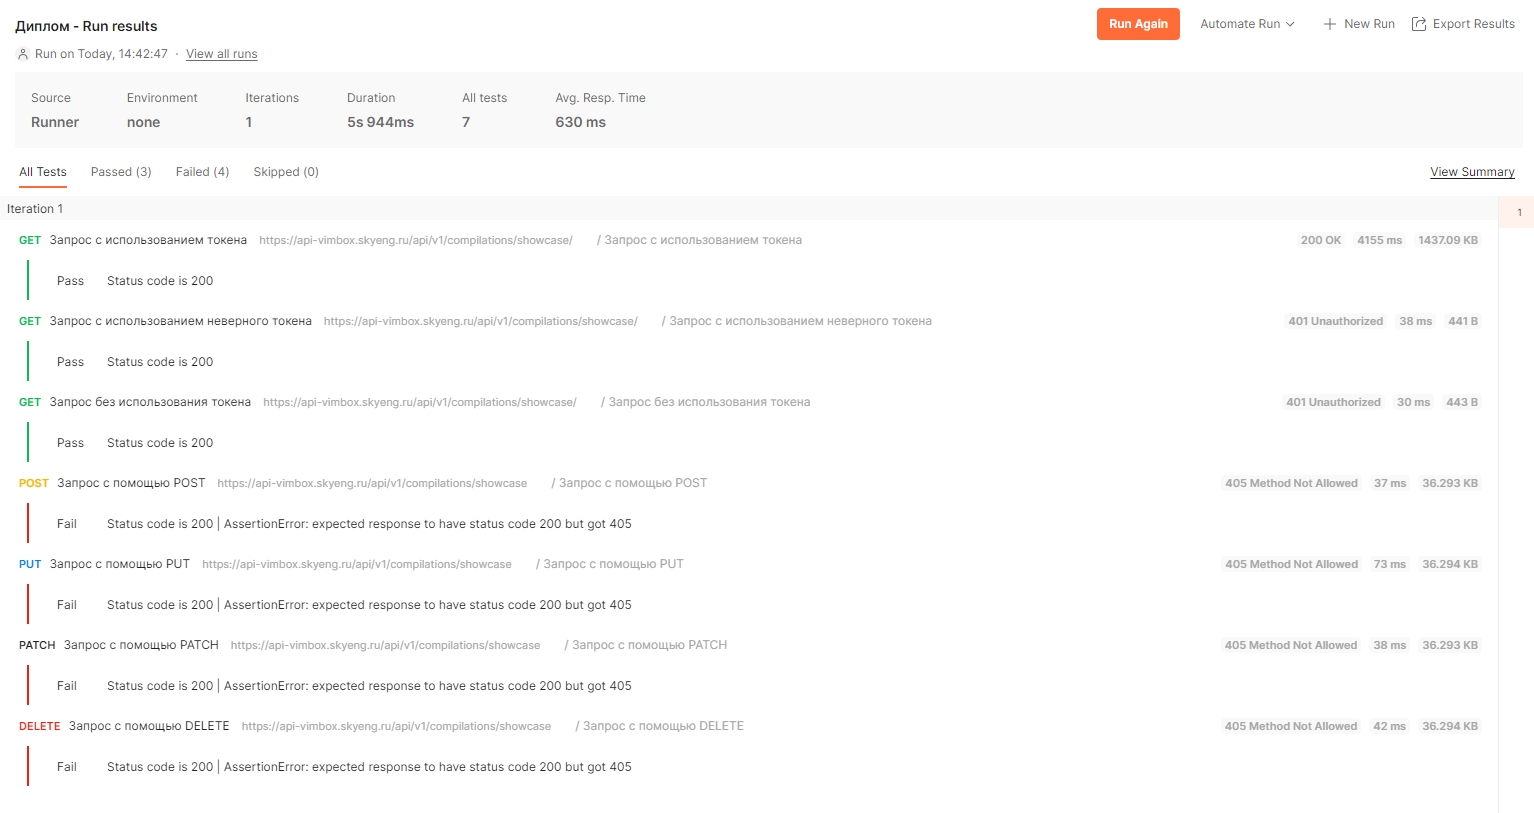 Диплом - Run results
Run Again Automate Run New Run Export Results
Run on Today, 14:42:47 · View all runs
Source Environment Iterations Duration All tests Avg. Resp. Time
Runner none 1 5s 944ms 7 630 ms
All Tests Passed (3) Failed (4) Skipped (0) View Summary
Iteration 1 1
GET Запрос с использованием токена https://api-vimbox.skyeng.ru/api/v1/compilations/showcase/ / Запрос с использованием токена 200 OK 4155 ms 1437.09 KB
Pass Status code is 200
GET Запрос с использованием неверного токена https://api-vimbox.skyeng.ru/api/v1/compilations/showcase/ / Запрос с использованием неверного токена 401 Unauthorized 38 ms 441 B
Pass Status code is 200
GET Запрос без использования токена https://api-vimbox.skyeng.ru/api/v1/compilations/showcase/ / Запрос без использования токена 401 Unauthorized 30 ms 443 B
Pass Status code is 200
POST Запрос с помощью POST https://api-vimbox.skyeng.ru/api/v1/compilations/showcase / Запрос с помощью POST 405 Method Not Allowed 37 ms 36.293 KB
Fail Status code is 200 | AssertionError: expected response to have status code 200 but got 405
PUT Запрос с помощью PUT https://api-vimbox.skyeng.ru/api/v1/compilations/showcase / Запрос с помощью PUT 405 Method Not Allowed 73 ms 36.294 KB
Fail Status code is 200 | AssertionError: expected response to have status code 200 but got 405
PATCH Запрос с помощью PATCH https://api-vimbox.skyeng.ru/api/v1/compilations/showcase / Запрос с помощью PATCH 405 Method Not Allowed 38 ms 36.293 KB
Fail Status code is 200 | AssertionError: expected response to have status code 200 but got 405
DELETE Запрос с помощью DELETE https://api-vimbox.skyeng.ru/api/v1/compilations/showcase / Запрос с помощью DELETE 405 Method Not Allowed 42 ms 36.294 KB
Fail Status code is 200 | AssertionError: expected response to have status code 200 but got 405